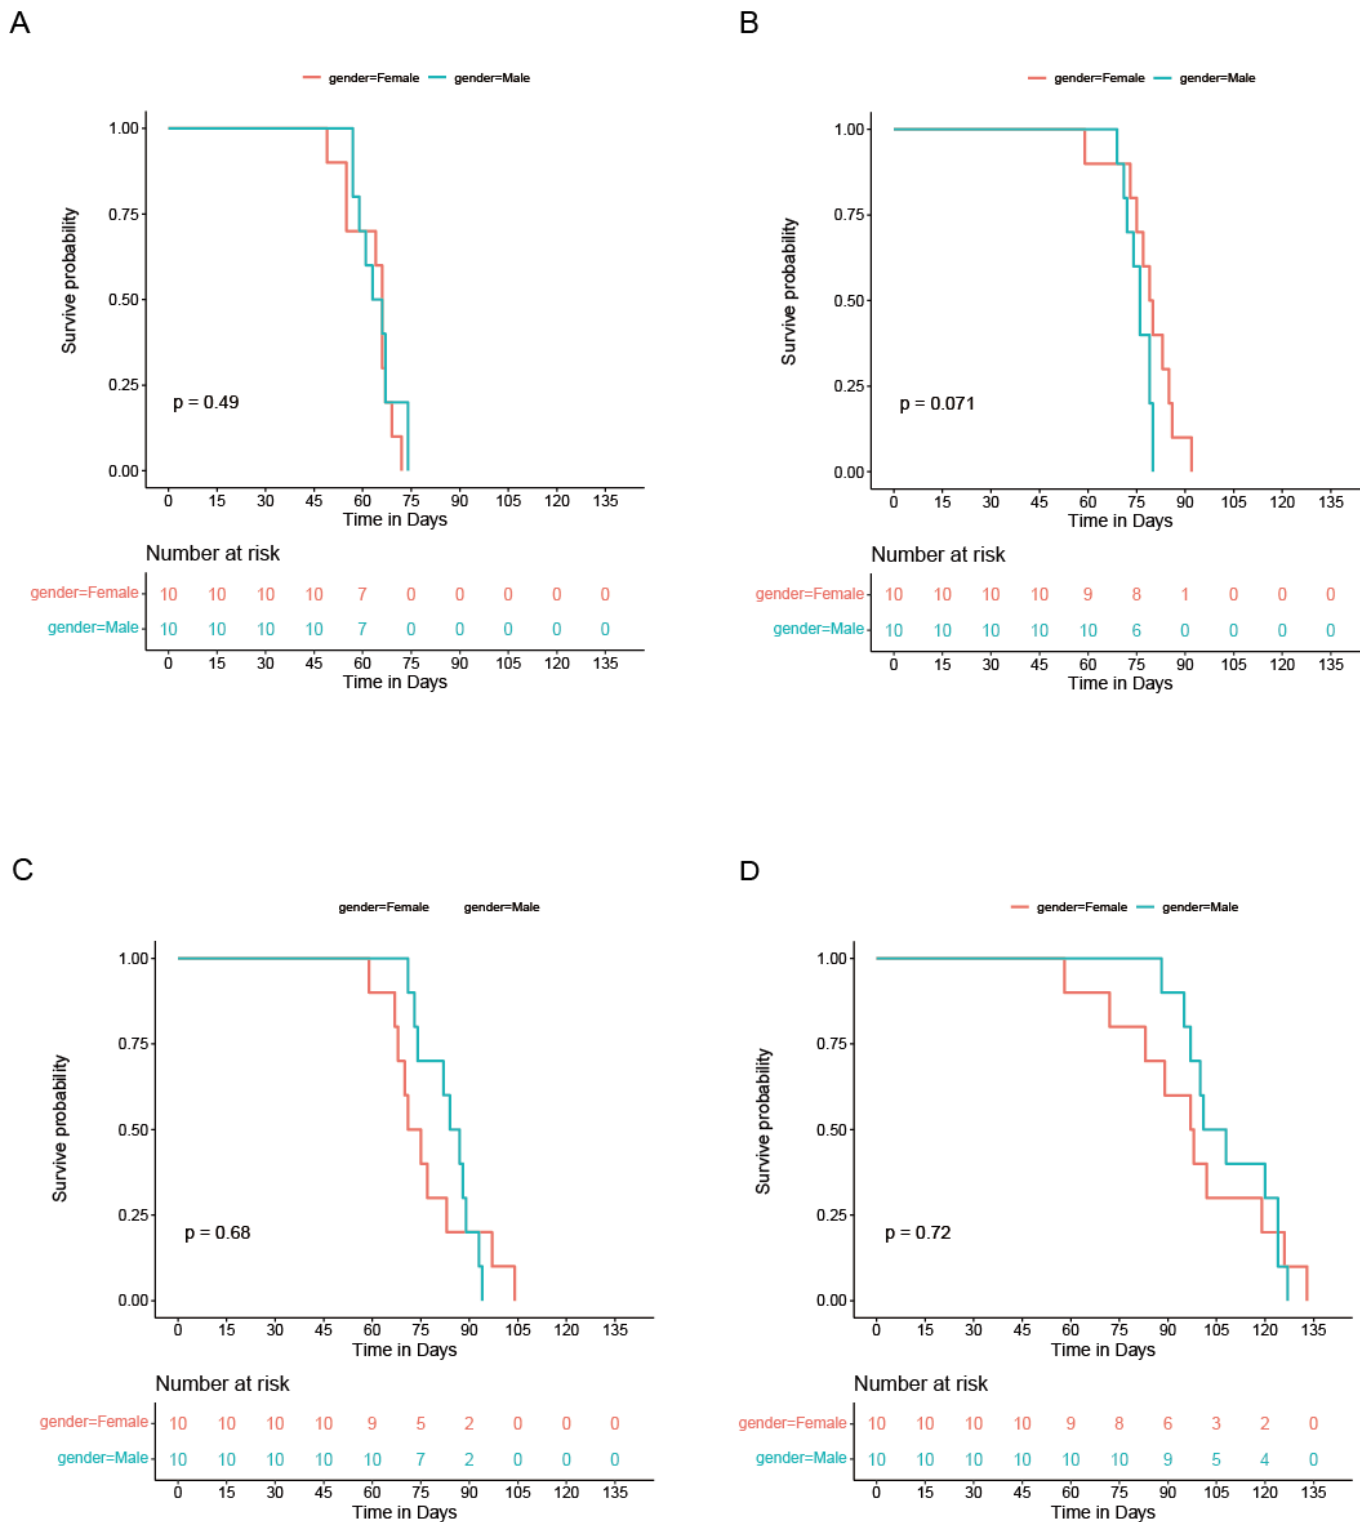 A
gender=Female gender=Male
1.00
0.75
0.50
0.25
0.00
Survive probability
p = 0.49
0 15 30 45 60 75 90 105 120 135
Time in Days
Number at risk
gender=Female 10 10 10 10 7 0 0 0 0 0
gender=Male 10 10 10 10 7 0 0 0 0 0
0 15 30 45 60 75 90 105 120 135
Time in Days
B
gender=Female gender=Male
1.00
0.75
0.50
0.25
0.00
Survive probability
p = 0.071
0 15 30 45 60 75 90 105 120 135
Time in Days
Number at risk
gender=Female 10 10 10 10 9 8 1 0 0 0
gender=Male 10 10 10 10 10 6 0 0 0 0
0 15 30 45 60 75 90 105 120 135
Time in Days
C
gender=Female gender=Male
1.00
0.75
0.50
0.25
0.00
Survive probability
p = 0.68
0 15 30 45 60 75 90 105 120 135
Time in Days
Number at risk
gender=Female 10 10 10 10 9 5 2 0 0 0
gender=Male 10 10 10 10 10 7 2 0 0 0
0 15 30 45 60 75 90 105 120 135
Time in Days
D
gender=Female gender=Male
1.00
0.75
0.50
0.25
0.00
Survive probability
p = 0.72
0 15 30 45 60 75 90 105 120 135
Time in Days
Number at risk
gender=Female 10 10 10 10 9 8 6 3 2 0
gender=Male 10 10 10 10 10 10 9 5 4 0
0 15 30 45 60 75 90 105 120 135
Time in Days